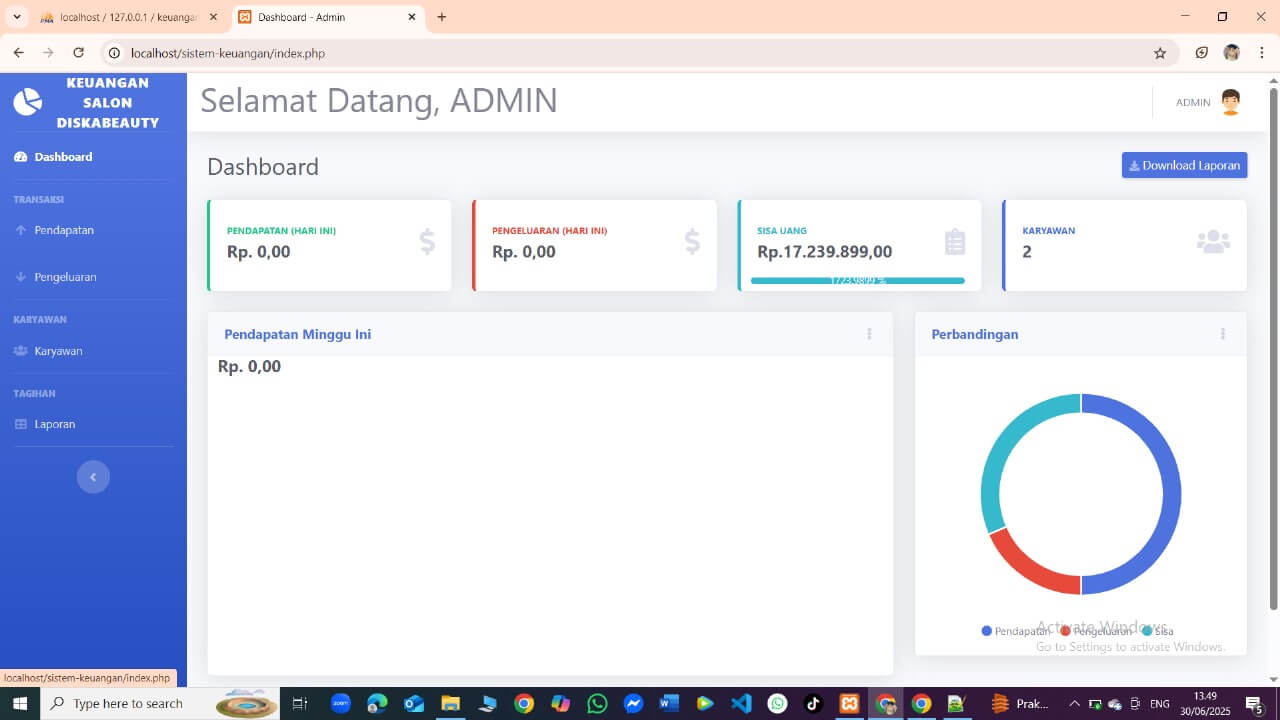 localhost / 127.0.0.1 / keuangan
Dashboard - Admin
localhost/sistem-keuangan/index.php
KEUANGAN
SALON
DISKABEAUTY
Selamat Datang, ADMIN
ADMIN
Dashboard
TRANSAKSI
Pendapatan
Pengeluaran
KARYAWAN
Karyawan
TAGIHAN
Laporan
Dashboard
Download Laporan
PENDAPATAN (HARI INI)
Rp. 0,00
PENGELUARAN (HARI INI)
Rp. 0,00
SISA UANG
Rp.17.239.899,00
1723.9899 %
KARYAWAN
2
Pendapatan Minggu Ini
Rp. 0,00
Perbandingan
Pendapatan Pengeluaran Sisa
Activate Windows
Go to Settings to activate Windows.
localhost/sistem-keuangan/index.php
Type here to search
zoom
Prak...
ENG
13.49
30/06/2025
5